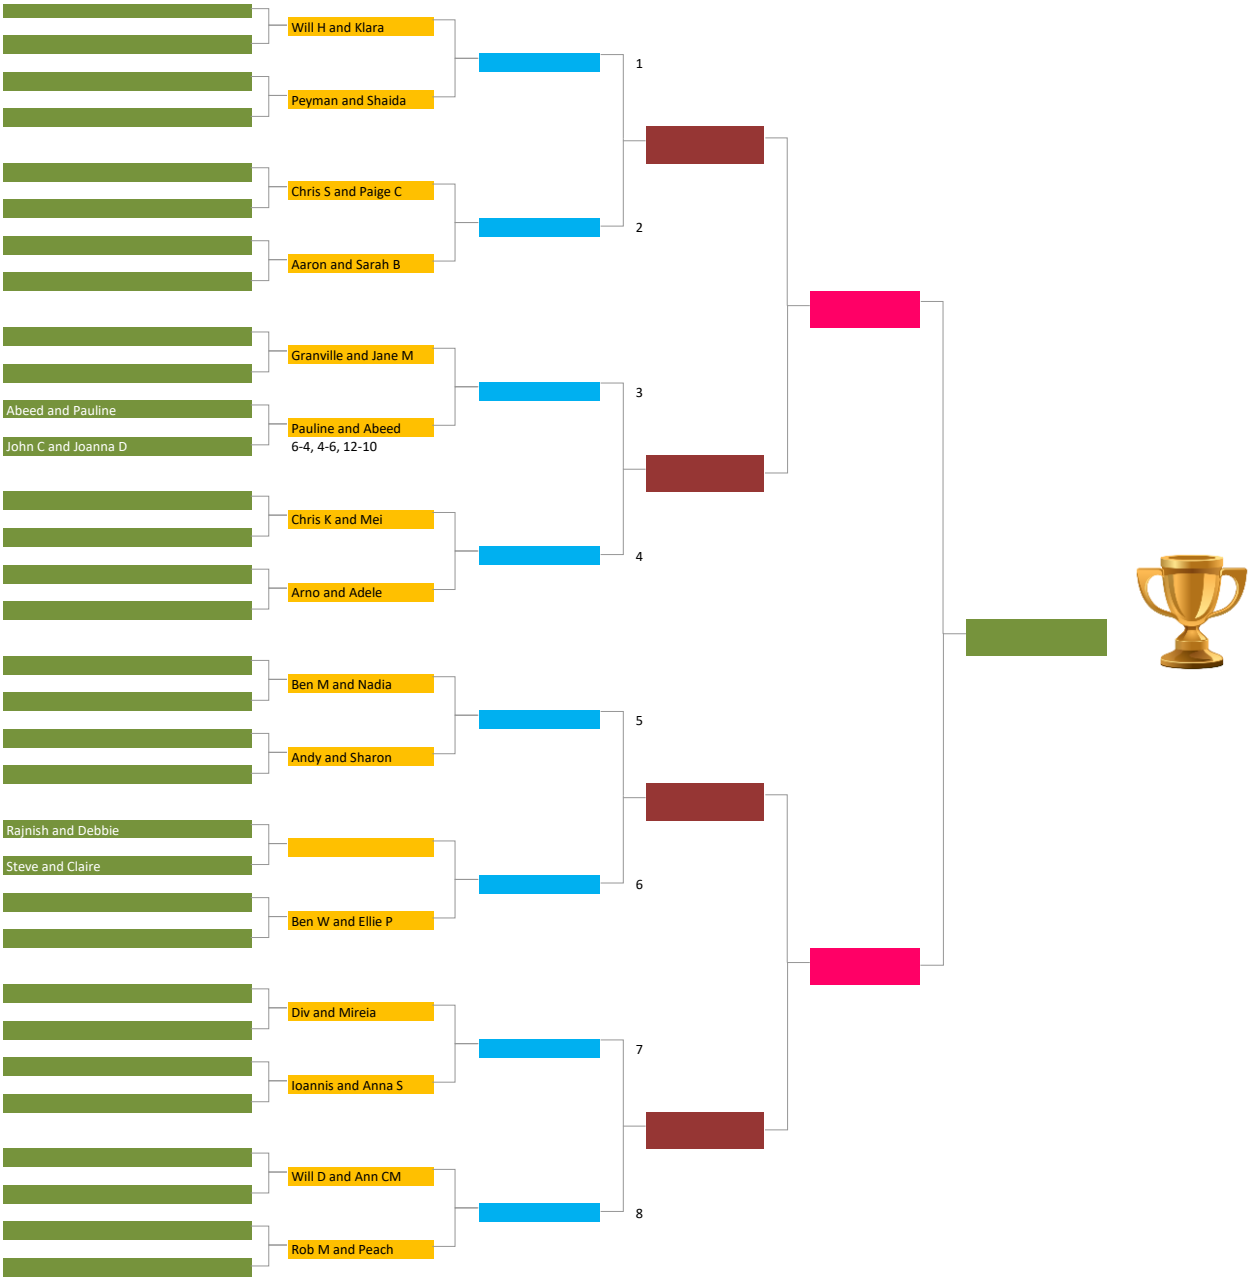 Will H and Klara
1
Peyman and Shaida
Chris S and Paige C
2
Aaron and Sarah B
Granville and Jane M
3
Abeed and Pauline
Pauline and Abeed
John C and Joanna D
6-4, 4-6, 12-10
Chris K and Mei
4
Arno and Adele
Ben M and Nadia
5
Andy and Sharon
Rajnish and Debbie
Steve and Claire
6
Ben W and Ellie P
Div and Mireia
7
Ioannis and Anna S
Will D and Ann CM
8
Rob M and Peach